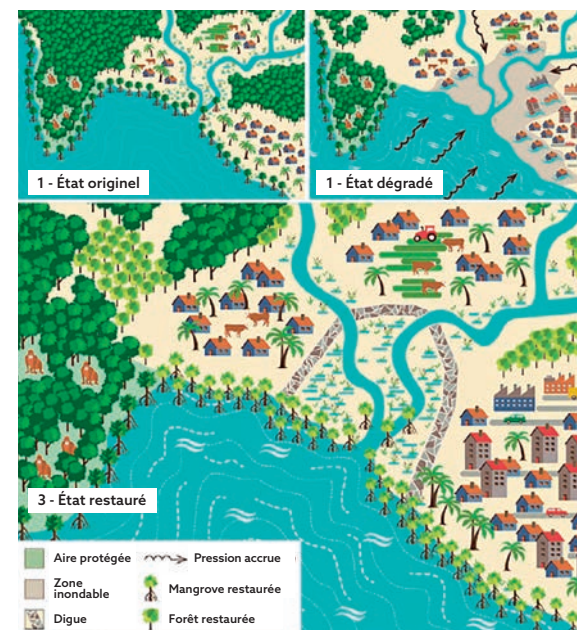 1 - État originel
1 - État dégradé
3 - État restauré
Aire protégée
Pression accrue
Zone
inondable
Mangrove restaurée
Digue
Forêt restaurée